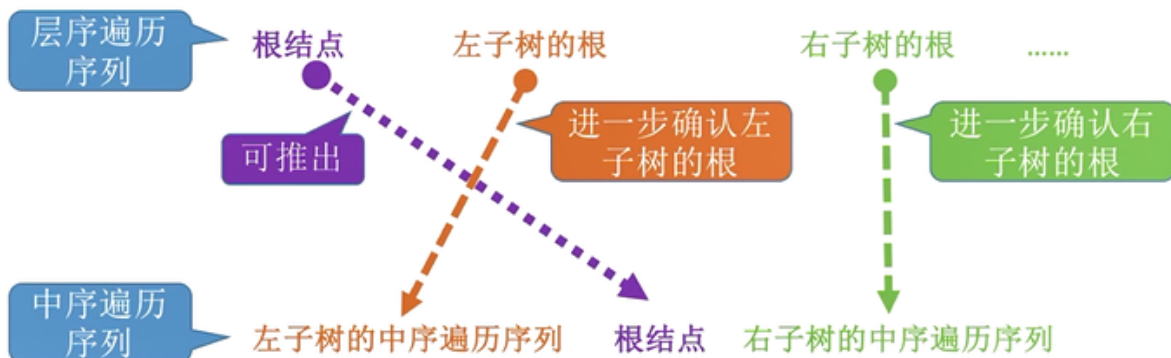 层序遍历
序列
根结点
左子树的根
右子树的根
......
可推出
进一步确认左
子树的根
进一步确认右
子树的根
中序遍历
序列
左子树的中序遍历序列
根结点
右子树的中序遍历序列